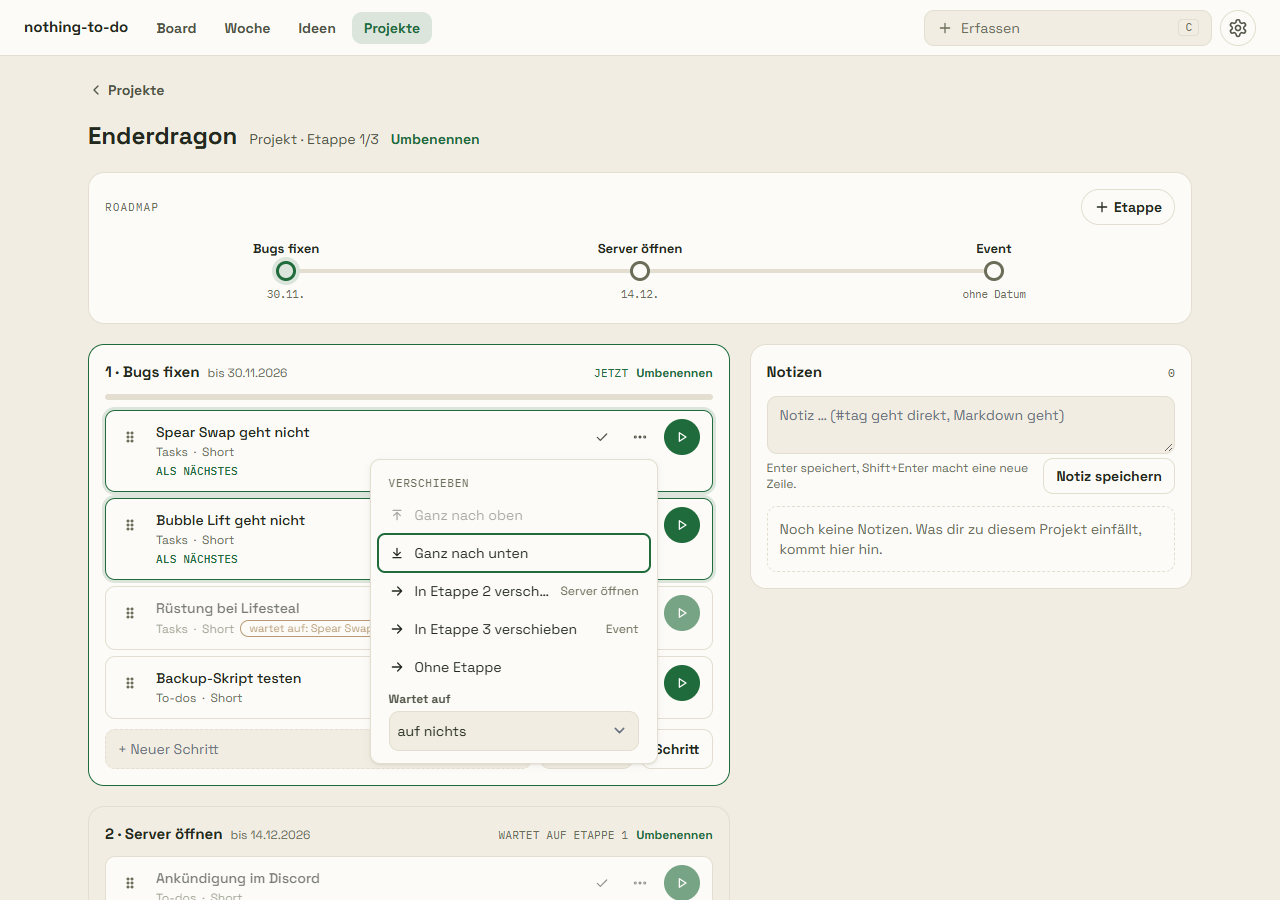 nothing-to-do
Board
Woche
Ideen
Projekte
Erfassen
C
Projekte
Enderdragon
Projekt · Etappe 1/3
Umbenennen
ROADMAP
+ Etappe
Bugs fixen
Server öffnen
Event
30.11.
14.12.
ohne Datum
1 · Bugs fixen bis 30.11.2026
JETZT Umbenennen
Spear Swap geht nicht
Tasks · Short
ALS NÄCHSTES
Bubble Lift geht nicht
Tasks · Short
ALS NÄCHSTES
Rüstung bei Lifesteal
Tasks · Short wartet auf: Spear Swap
Backup-Skript testen
To-dos · Short
+ Neuer Schritt
Schritt
VERSCHIEBEN
Ganz nach oben
Ganz nach unten
In Etappe 2 versch… Server öffnen
In Etappe 3 verschieben Event
Ohne Etappe
Wartet auf
auf nichts
Notizen
0
Notiz … (#tag geht direkt, Markdown geht)
Enter speichert, Shift+Enter macht eine neue
Zeile.
Notiz speichern
Noch keine Notizen. Was dir zu diesem Projekt einfällt,
kommt hier hin.
2 · Server öffnen bis 14.12.2026
WARTET AUF ETAPPE 1 Umbenennen
Ankündigung im Discord
To-dos · Short